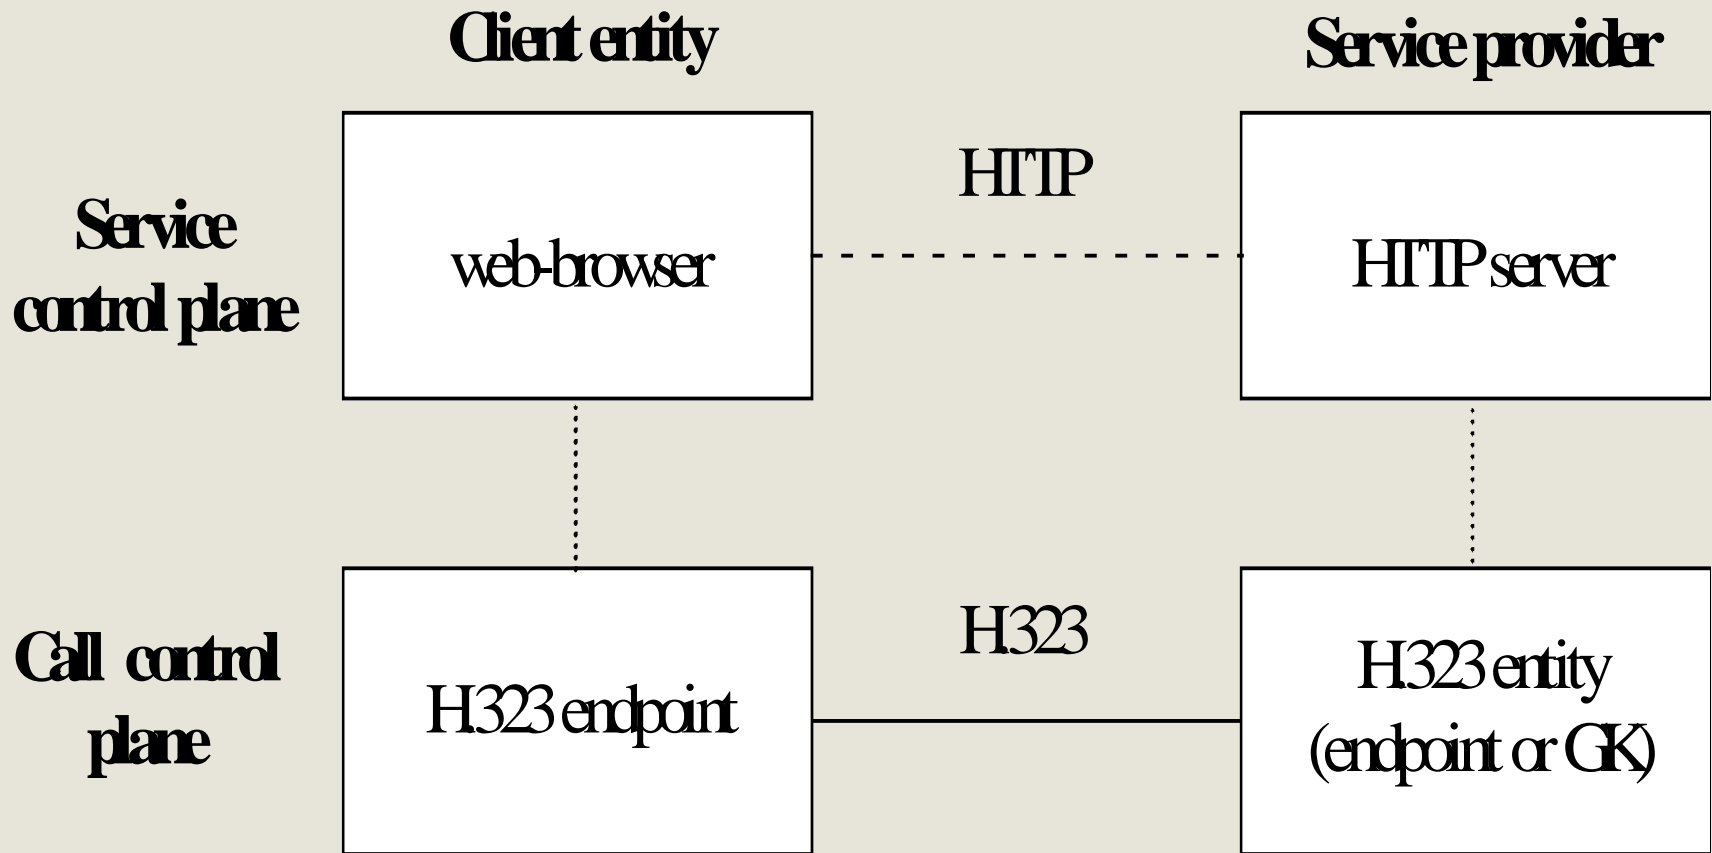 Client entity
Service provider
HTTP
Service
control plane
web-browser
HTTP server
H.323
Call control
plane
H.323 endpoint
H.323 entity
(endpoint or GK)